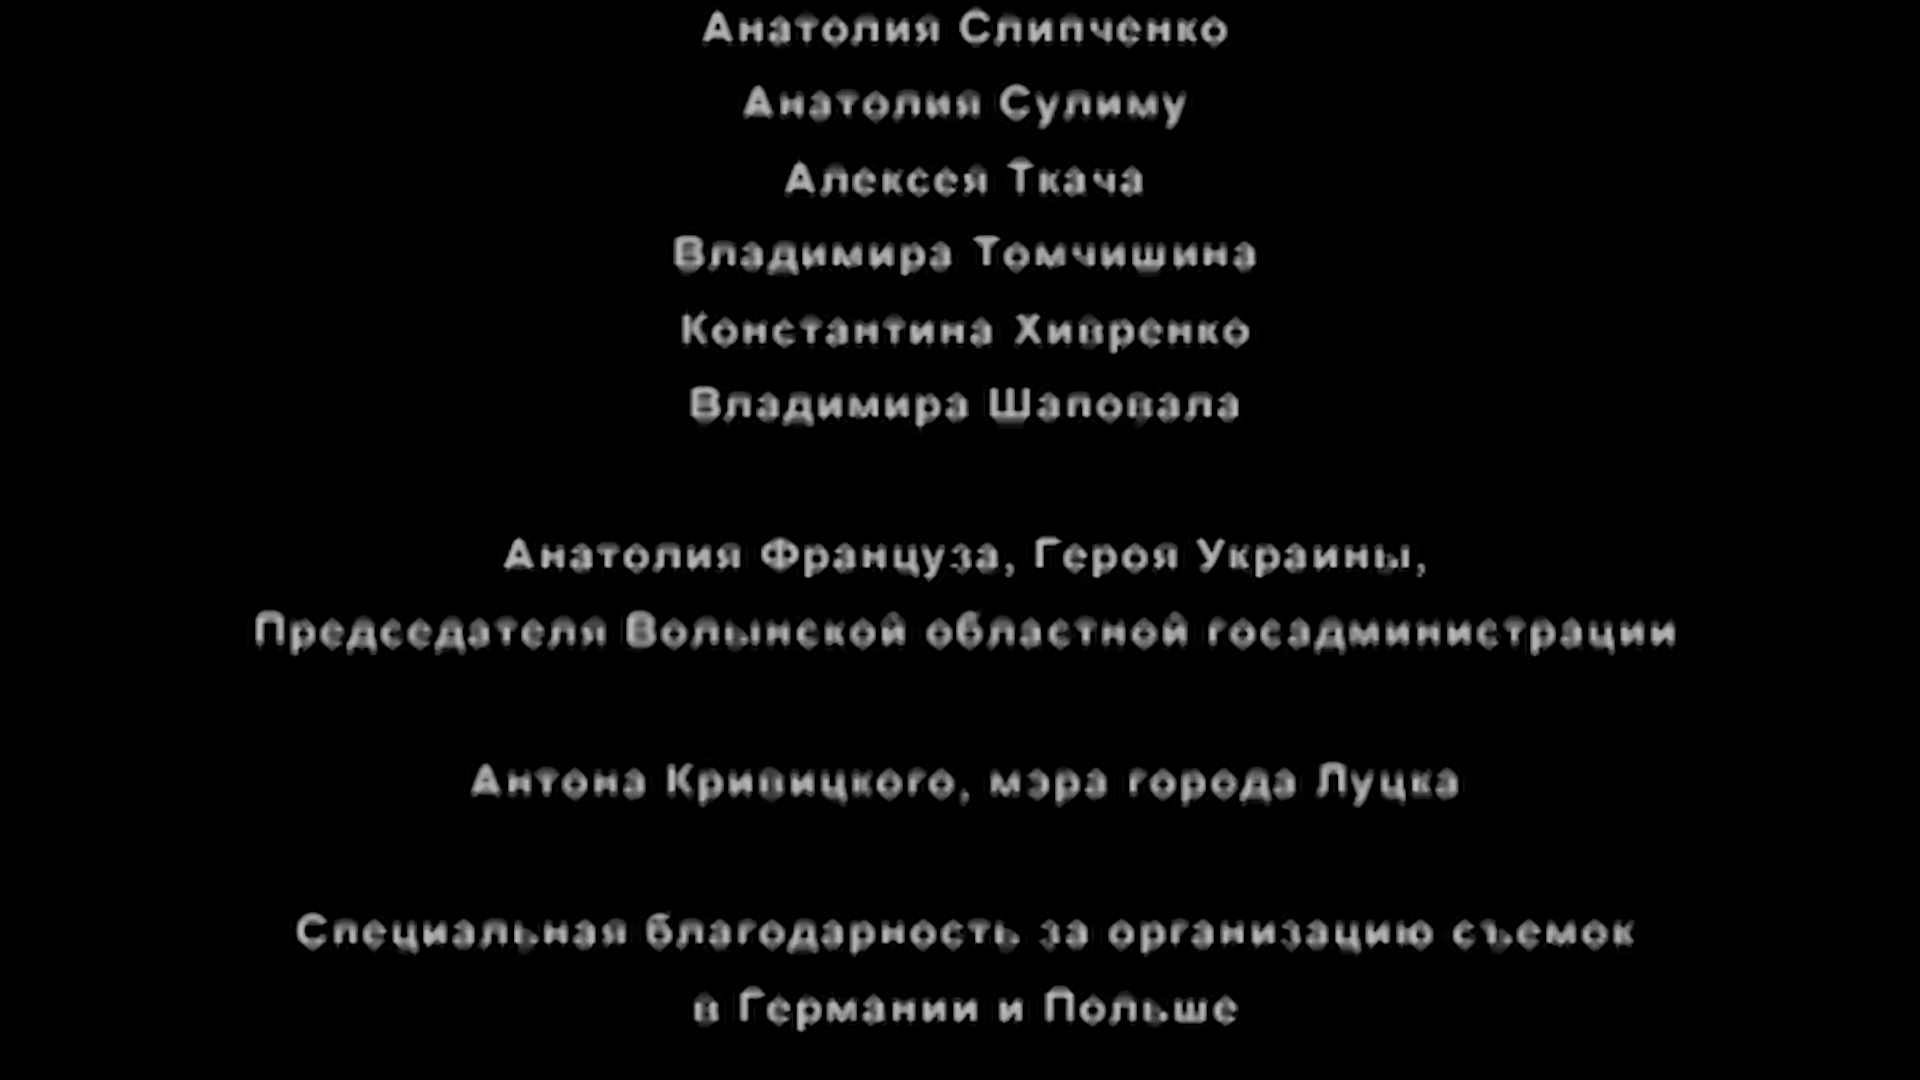 Анатолия Слипченко
Анатолия Сулиму
Алексея Ткача
Владимира Томчишина
Константина Хивренко
Владимира Шаповала
Анатолия Француза, Героя Украины,
Председателя Волынской областной госадминистрации
Антона Кривицкого, мэра города Луцка
Специальная благодарность за организацию съемок
в Германии и Польше